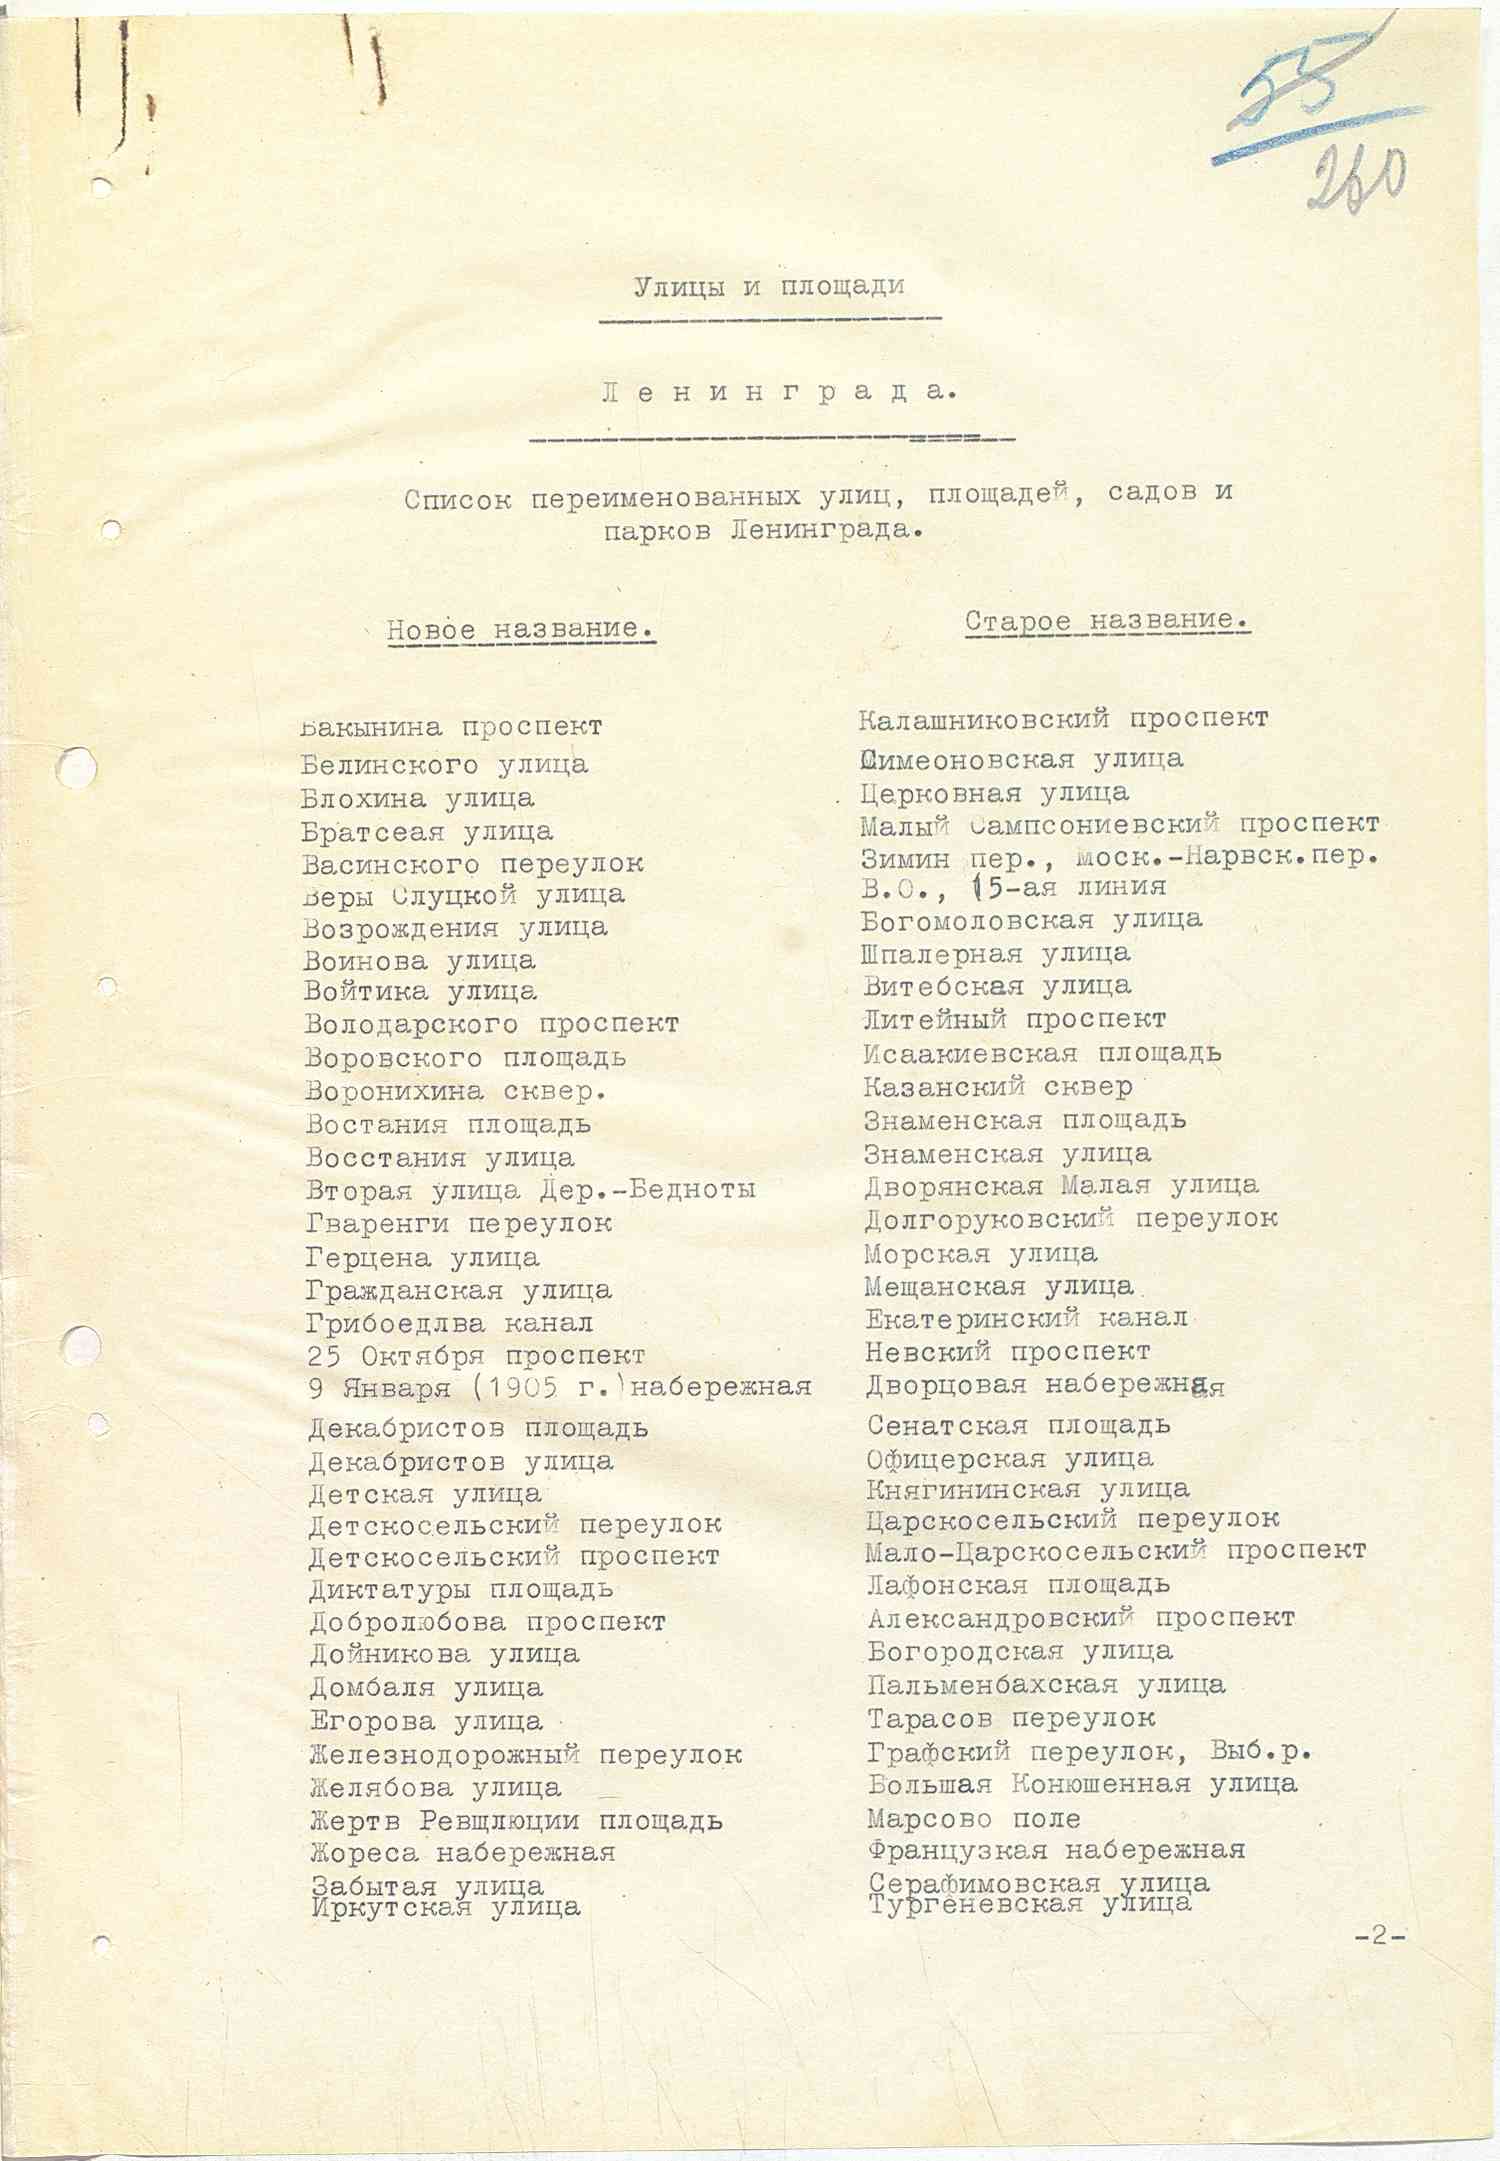 55
260
Улицы и площади
Ленинграда.
Список переименованных улиц, площадей, садов и
парков Ленинграда.
Новое название. Старое название.
Бакынина проспект Калашниковский проспект
Белинского улица Симеоновская улица
Блохина улица Церковная улица
Братсеая улица Малый Сампсониевский проспект
Васинского переулок Зимин пер., Моск.-Нарвск.пер.
Веры Слуцкой улица В.О., 15-ая линия
Возрождения улица Богомоловская улица
Воинова улица Шпалерная улица
Войтика улица Витебская улица
Володарского проспект Литейный проспект
Воровского площадь Исаакиевская площадь
Воронихина сквер. Казанский сквер
Востания площадь Знаменская площадь
Восстания улица Знаменская улица
Вторая улица Дер.-Бедноты Дворянская Малая улица
Гваренги переулок Долгоруковский переулок
Герцена улица Морская улица
Гражданская улица Мещанская улица
Грибоедлва канал Екатеринский канал
25 Октября проспект Невский проспект
9 Января (1905 г.)набережная Дворцовая набережная
Декабристов площадь Сенатская площадь
Декабристов улица Офицерская улица
Детская улица Княгининская улица
Детскосельский переулок Царскосельский переулок
Детскосельский проспект Мало-Царскосельский проспект
Диктатуры площадь Лафонская площадь
Добролюбова проспект Александровский проспект
Дойникова улица Богородская улица
Домбаля улица Пальменбахская улица
Егорова улица Тарасов переулок
Железнодорожный переулок Графский переулок, Выб.р.
Желябова улица Большая Конюшенная улица
Жертв Ревщлюции площадь Марсово поле
Жореса набережная Французкая набережная
Забытая улица Серафимовская улица
Иркутская улица Тургеневская улица
-2-